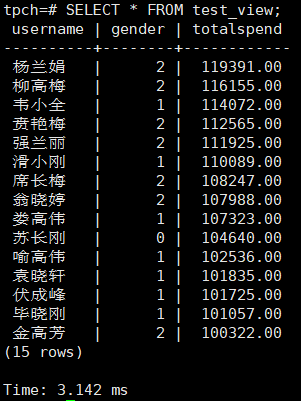 tpch=# SELECT * FROM test_view;
username | gender | totalspend
----------+--------+------------
杨兰娟 | 2 | 119391.00
柳高梅 | 2 | 116155.00
韦小全 | 1 | 114072.00
贲艳梅 | 2 | 112565.00
强兰丽 | 2 | 111925.00
滑小刚 | 1 | 110089.00
席长梅 | 2 | 108247.00
翁晓婷 | 2 | 107988.00
娄高伟 | 1 | 107323.00
苏长刚 | 0 | 104640.00
喻高伟 | 1 | 102536.00
袁晓轩 | 1 | 101835.00
伏成峰 | 1 | 101725.00
毕晓刚 | 1 | 101057.00
金高芳 | 2 | 100322.00
(15 rows)
Time: 3.142 ms